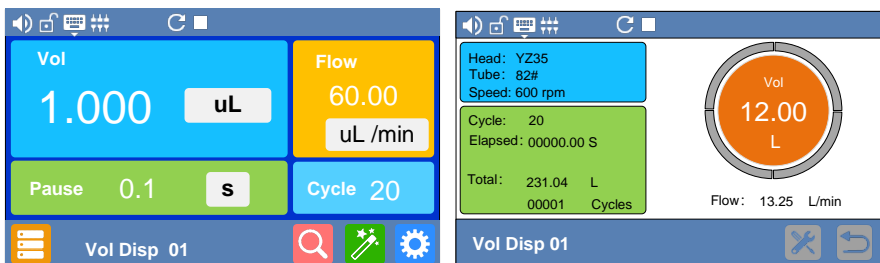 Vol
1.000 uL
Flow
60.00
uL /min
Pause 0.1 s
Cycle 20
Vol Disp 01
Head: YZ35
Tube: 82#
Speed: 600 rpm
Cycle: 20
Elapsed: 00000.00 S
Total: 231.04 L
00001 Cycles
Vol
12.00
L
Flow: 13.25 L/min
Vol Disp 01